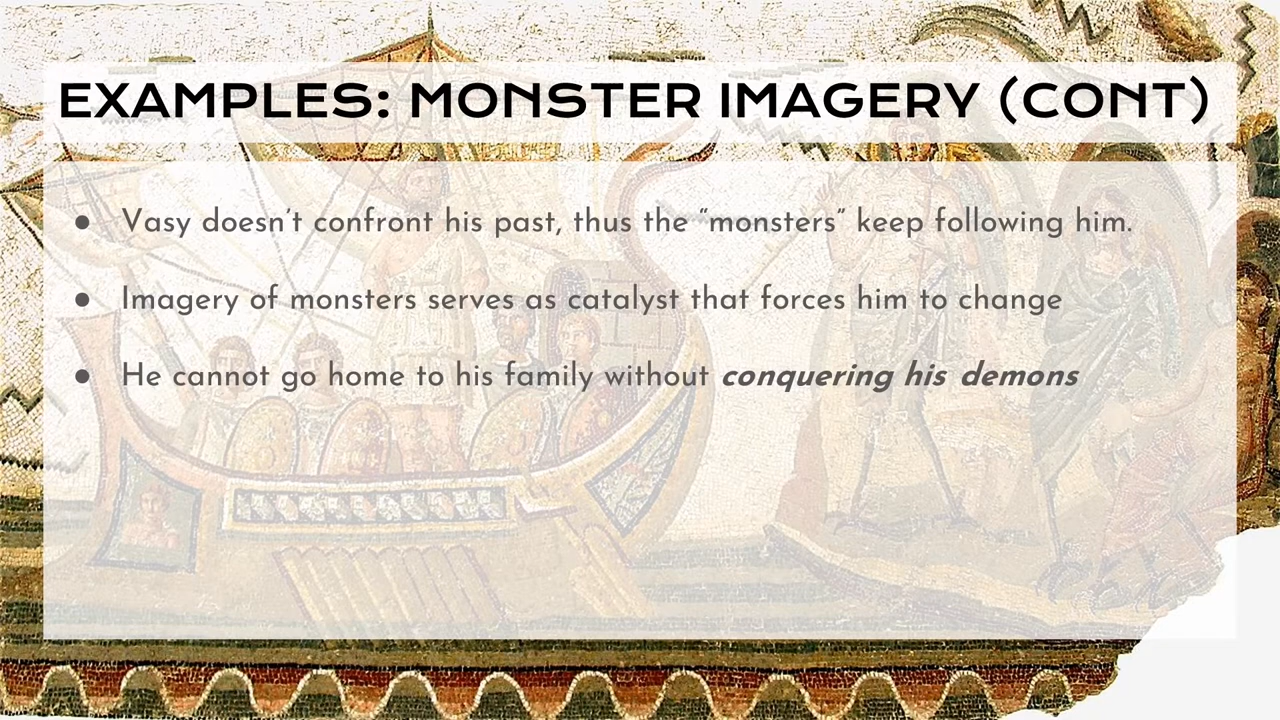 EXAMPLES: MONSTER IMAGERY (CONT)
● Vasy doesn’t confront his past, thus the “monsters” keep following him.
● Imagery of monsters serves as catalyst that forces him to change
● He cannot go home to his family without conquering his demons